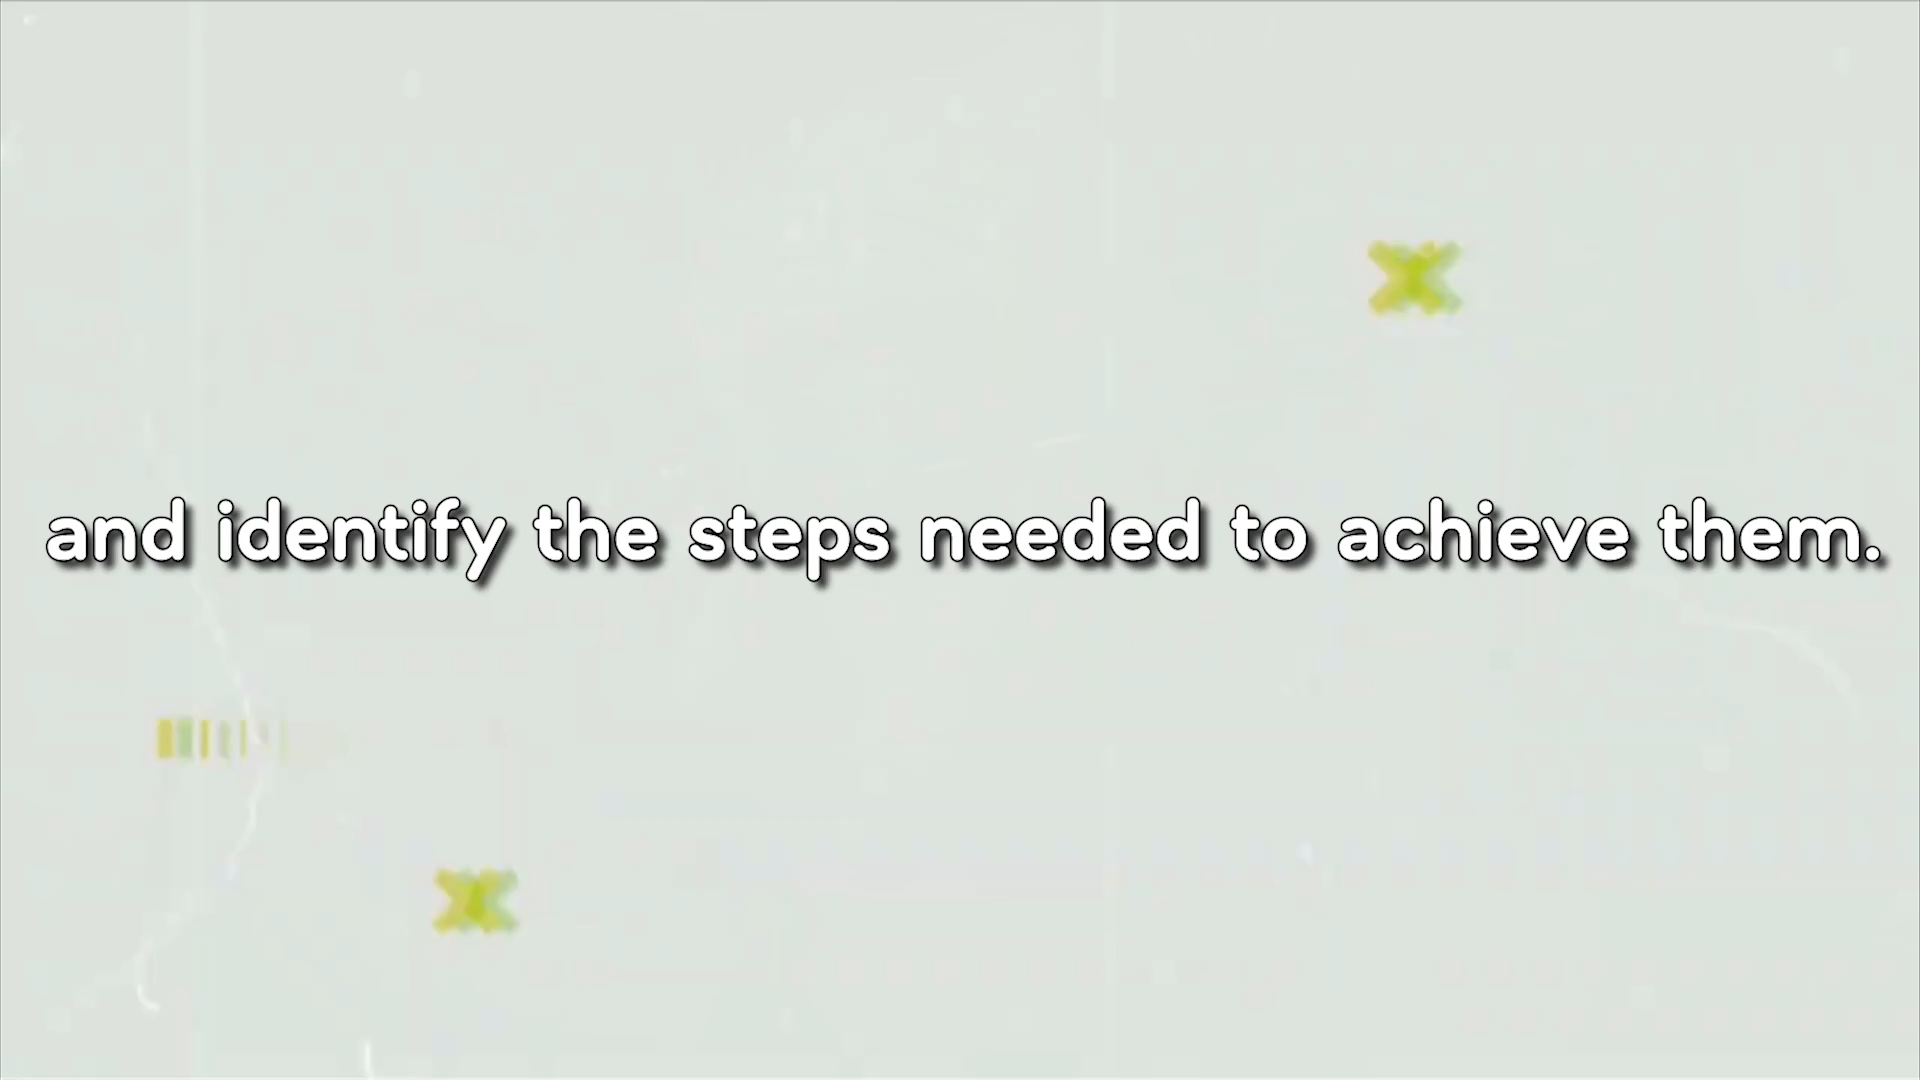 and identify the steps needed to achieve them.